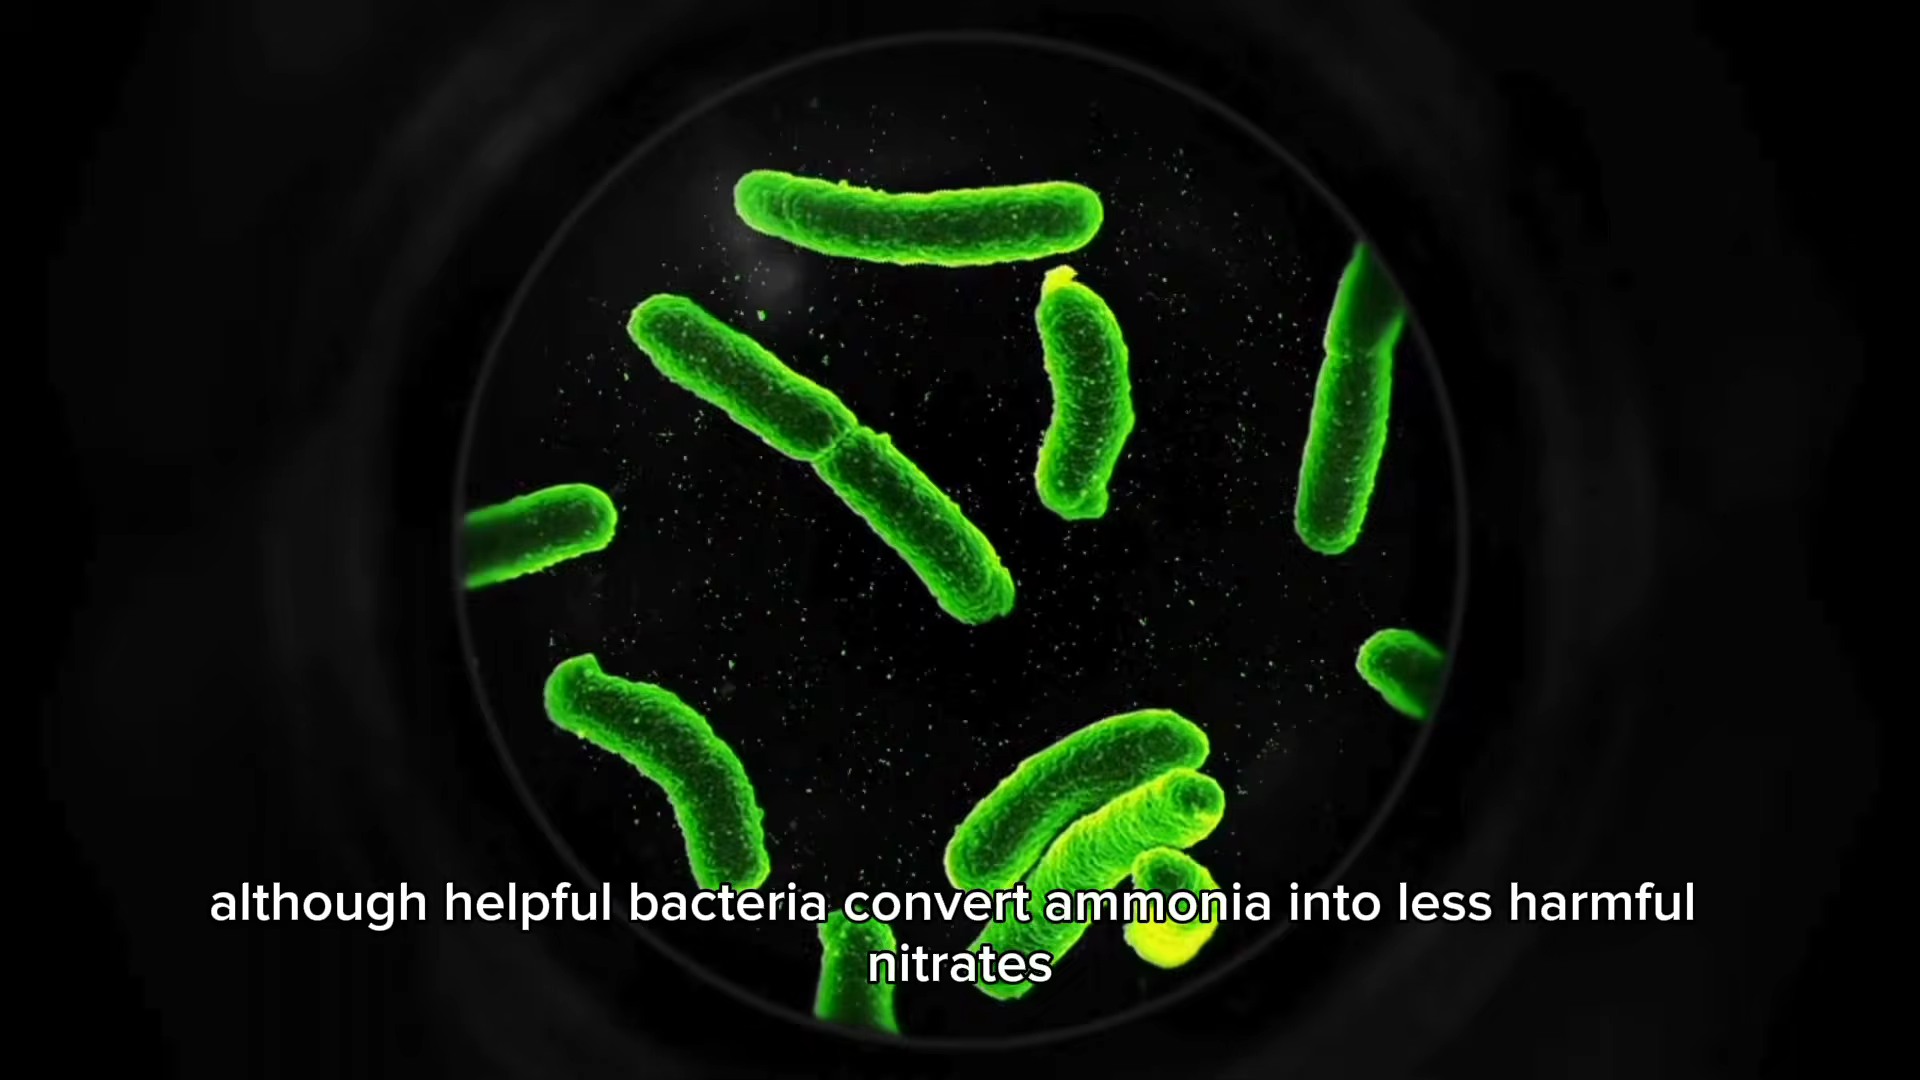 although helpful bacteria convert ammonia into less harmful
nitrates